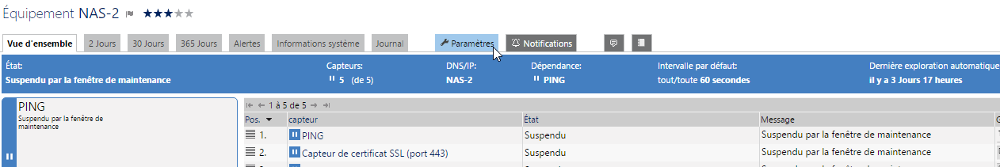 Équipement NAS-2
Vue d'ensemble 2 Jours 30 Jours 365 Jours Alertes Informations système Journal Paramètres Notifications
État: Capteurs: DNS/IP: Dépendance: Intervalle par défaut: Dernière exploration automatique
Suspendu par la fenêtre de maintenance 5 (de 5) NAS-2 PING tout/toute 60 secondes il y a 3 Jours 17 heures
PING
Suspendu par la fenêtre de
maintenance
1 à 5 de 5
Pos. capteur État Message
1. PING Suspendu Suspendu par la fenêtre de maintenance
2. Capteur de certificat SSL (port 443) Suspendu Suspendu par la fenêtre de maintenance